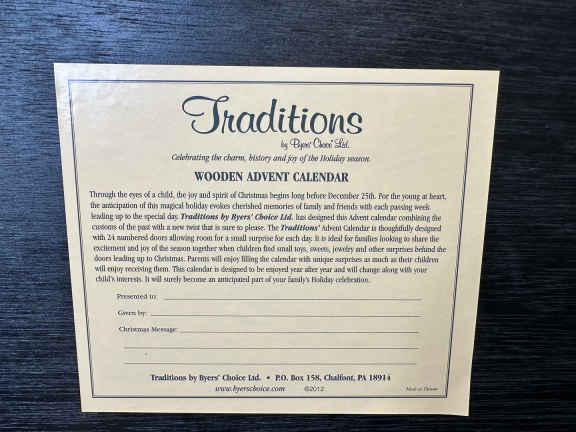 Traditions
by Byers' Choice Ltd.
Celebrating the charm, history and joy of the Holiday season.
WOODEN ADVENT CALENDAR
Through the eyes of a child, the joy and spirit of Christmas begins long before December 25th. For the young at heart,
the anticipation of this magical holiday evokes cherished memories of family and friends with each passing week
leading up to the special day. Traditions by Byers' Choice Ltd. has designed this Advent calendar combining the
customs of the past with a new twist that is sure to please. The Traditions' Advent Calendar is thoughtfully designed
with 24 numbered doors allowing room for a small surprise for each day. It is ideal for families looking to share the
excitement and joy of the season together when children find small toys, sweets, jewelry and other surprises behind the
doors leading up to Christmas. Parents will enjoy filling the calendar with unique surprises as much as their children
will enjoy receiving them. This calendar is designed to be enjoyed year after year and will change along with your
child's interests. It will surely become an anticipated part of your family's Holiday celebration.
Presented to:
Given by:
Christmas Message:
Traditions by Byers' Choice Ltd. • P.O. Box 158, Chalfont, PA 18914
www.byerschoice.com ©2012
Made in Taiwan